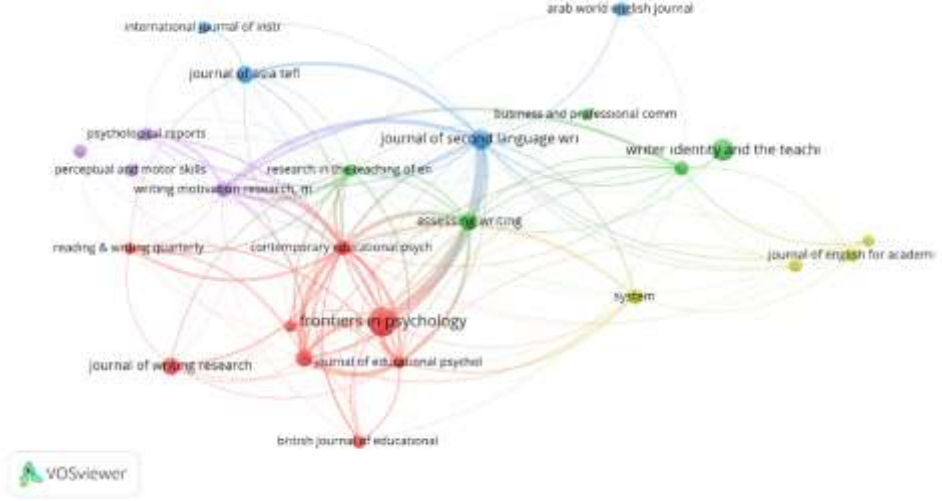 arab world english journal
international journal of instr
journal of asia tefl
business and professional comm
psychological reports
journal of second language wri
writer identity and the teachi
perceptual and motor skills
research in the teaching of en
writing motivation research, m
assessing writing
reading & writing quarterly
contemporary educational psych
journal of english for academi
system
frontiers in psychology
journal of writing research
journal of educational psychol
british journal of educational
VOSviewer